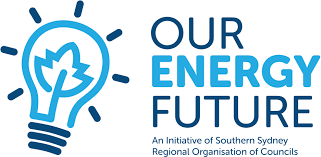 OUR
ENERGY
FUTURE
An Initiative of Southern Sydney
Regional Organisation of Councils